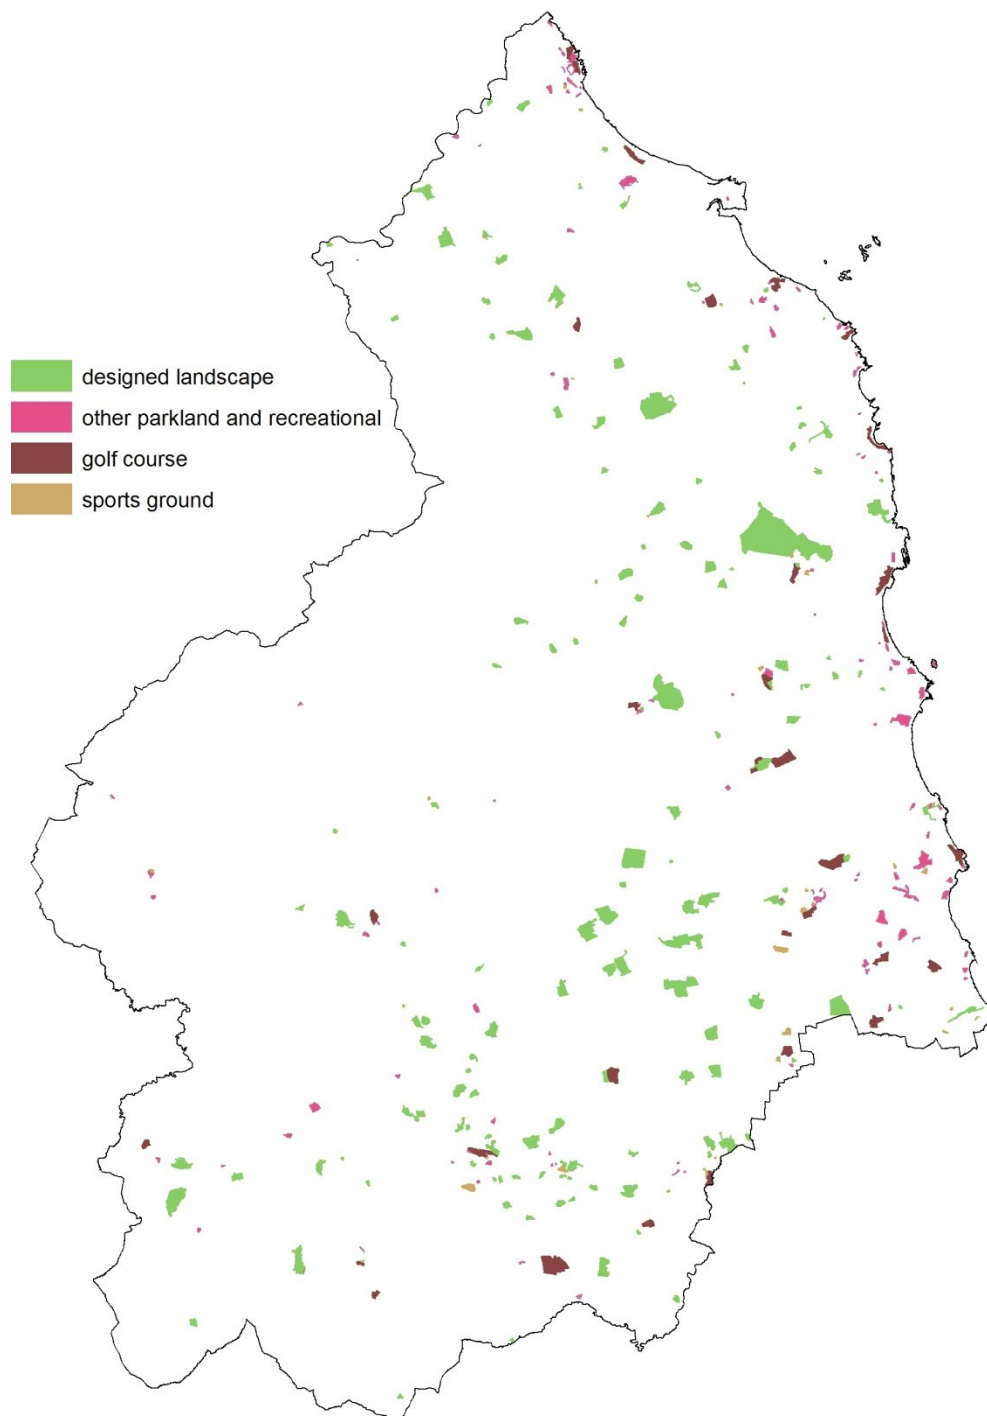 designed landscape
other parkland and recreational
golf course
sports ground